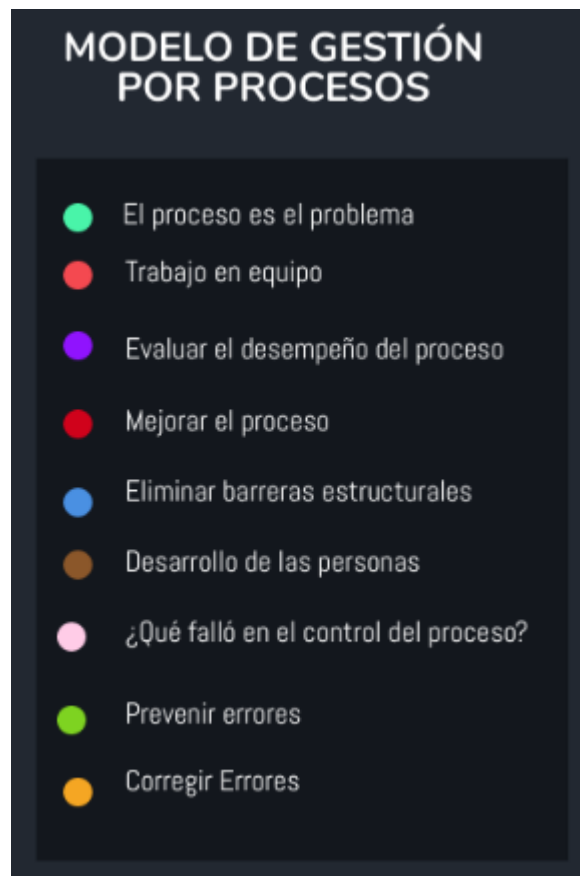 MODELO DE GESTIÓN
POR PROCESOS
El proceso es el problema
Trabajo en equipo
Evaluar el desempeño del proceso
Mejorar el proceso
Eliminar barreras estructurales
Desarrollo de las personas
¿Qué falló en el control del proceso?
Prevenir errores
Corregir Errores